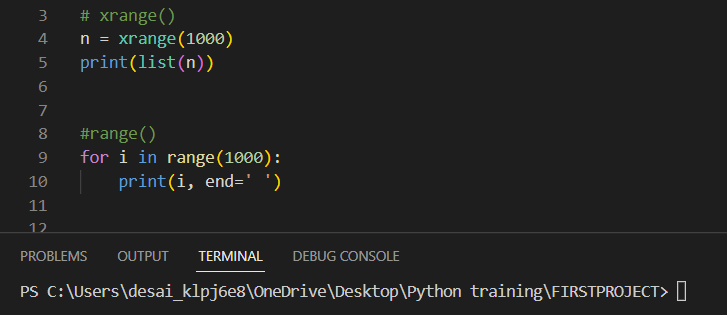 3 # xrange()
4 n = xrange(1000)
5 print(list(n))
6
7
8 #range()
9 for i in range(1000):
10     print(i, end=' ')
11
12
PROBLEMS OUTPUT TERMINAL DEBUG CONSOLE
PS C:\Users\desai_klpj6e8\OneDrive\Desktop\Python training\FIRSTPROJECT>